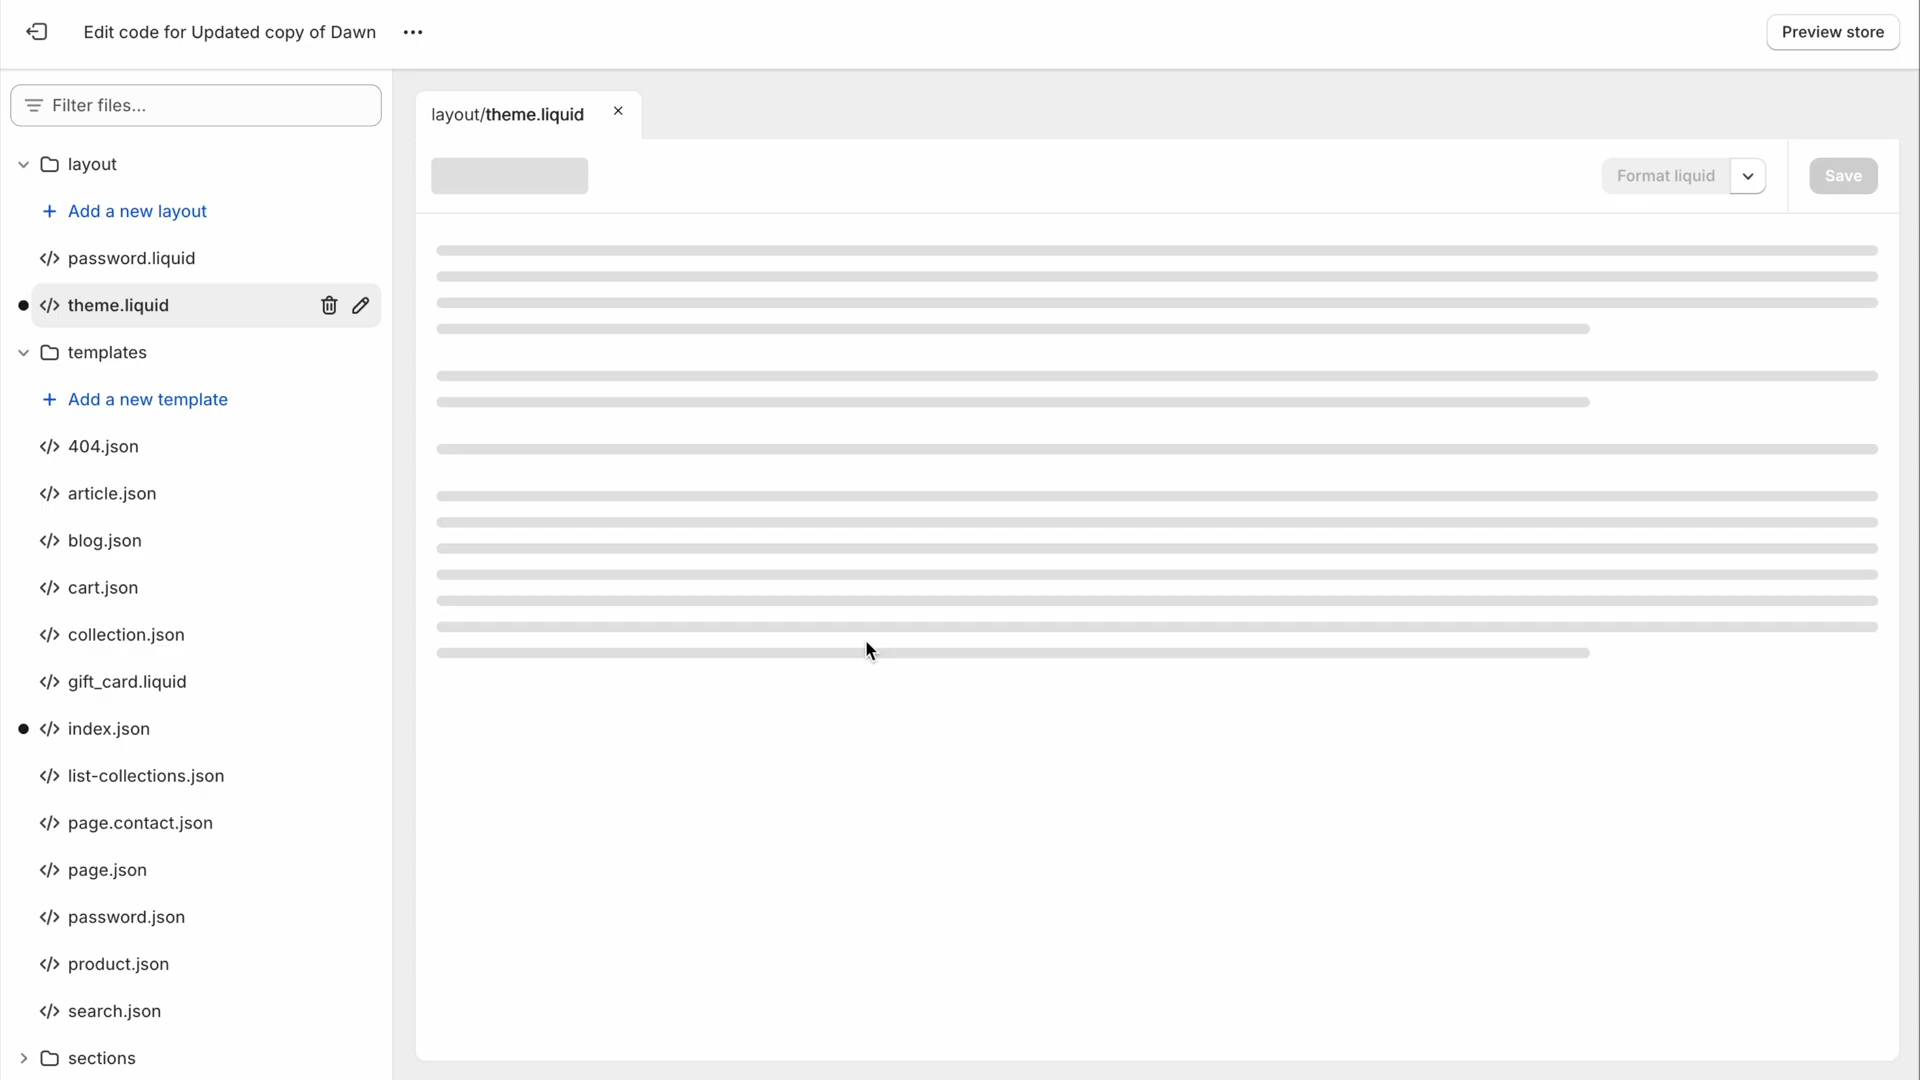 Edit code for Updated copy of Dawn
Preview store
Filter files...
layout/theme.liquid
Format liquid
Save
layout
Add a new layout
password.liquid
theme.liquid
templates
Add a new template
404.json
article.json
blog.json
cart.json
collection.json
gift_card.liquid
index.json
list-collections.json
page.contact.json
page.json
password.json
product.json
search.json
sections